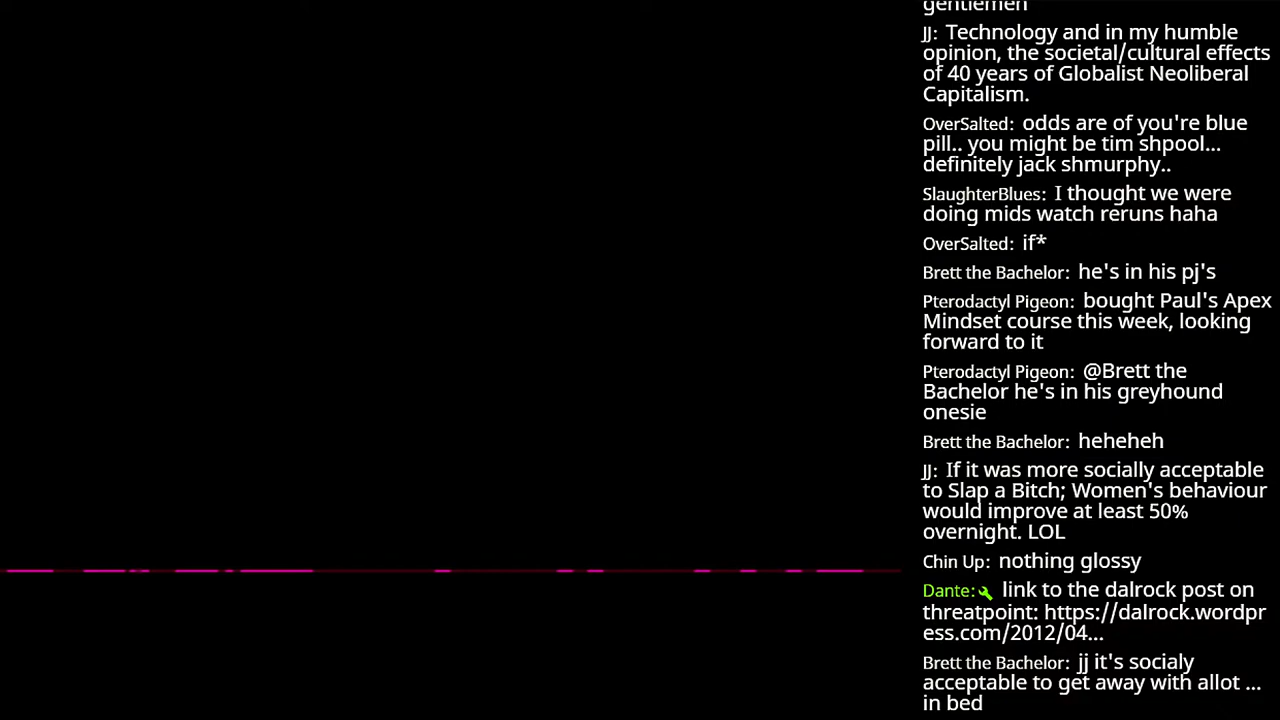 gentlemen
JJ: Technology and in my humble
opinion, the societal/cultural effects
of 40 years of Globalist Neoliberal
Capitalism.
OverSalted: odds are of you're blue
pill.. you might be tim shpool...
definitely jack shmurphy..
SlaughterBlues: I thought we were
doing mids watch reruns haha
OverSalted: if*
Brett the Bachelor: he's in his pj's
Pterodactyl Pigeon: bought Paul's Apex
Mindset course this week, looking
forward to it
Pterodactyl Pigeon: @Brett the
Bachelor he's in his greyhound
onesie
Brett the Bachelor: heheheh
JJ: If it was more socially acceptable
to Slap a Bitch; Women's behaviour
would improve at least 50%
overnight. LOL
Chin Up: nothing glossy
Dante: link to the dalrock post on
threatpoint: https://dalrock.wordpr
ess.com/2012/04...
Brett the Bachelor: jj it's socialy
acceptable to get away with allot ...
in bed